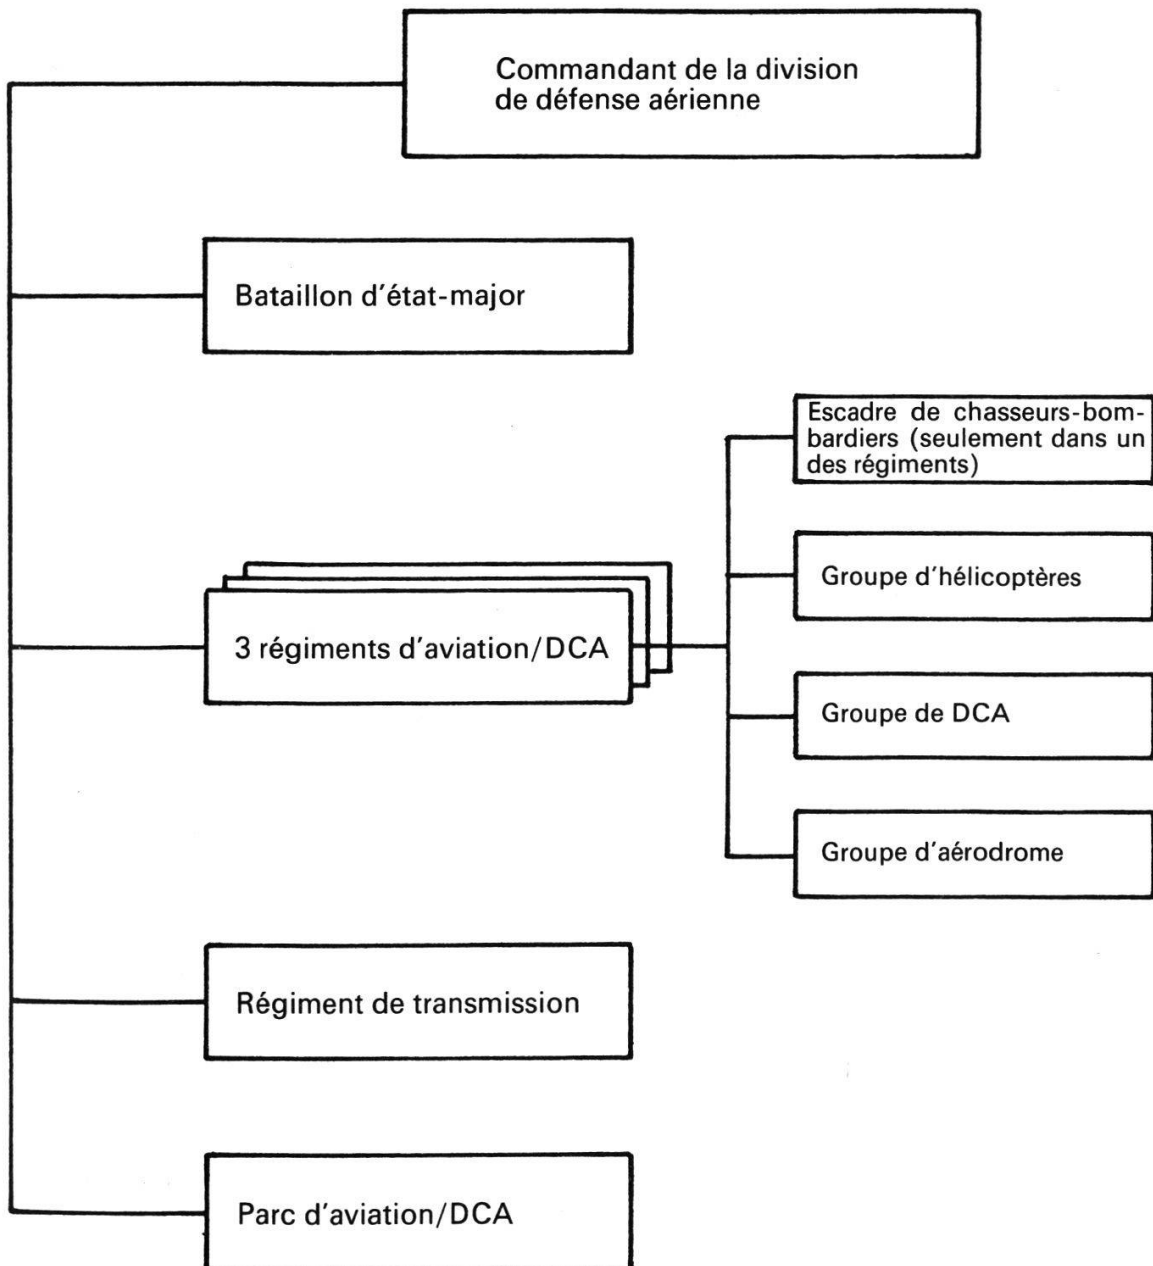 Commandant de la division
de défense aérienne
Bataillon d'état-major
Escadre de chasseurs-bom-
bardiers (seulement dans un
des régiments)
Groupe d'hélicoptères
3 régiments d'aviation/DCA
Groupe de DCA
Groupe d'aérodrome
Régiment de transmission
Parc d'aviation/DCA